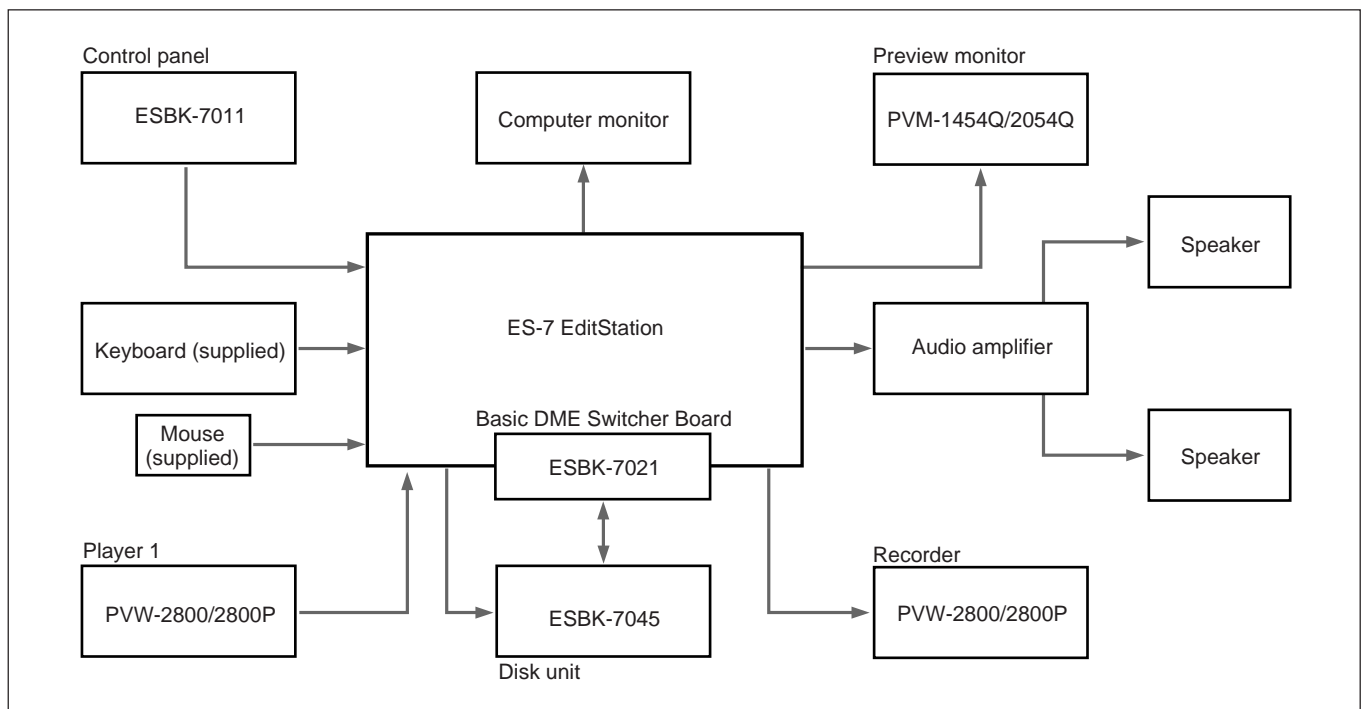 Control panel
ESBK-7011
Computer monitor
Preview monitor
PVM-1454Q/2054Q
Speaker
Keyboard (supplied)
ES-7 EditStation
Audio amplifier
Mouse
(supplied)
Basic DME Switcher Board
ESBK-7021
Speaker
Player 1
PVW-2800/2800P
ESBK-7045
Disk unit
Recorder
PVW-2800/2800P